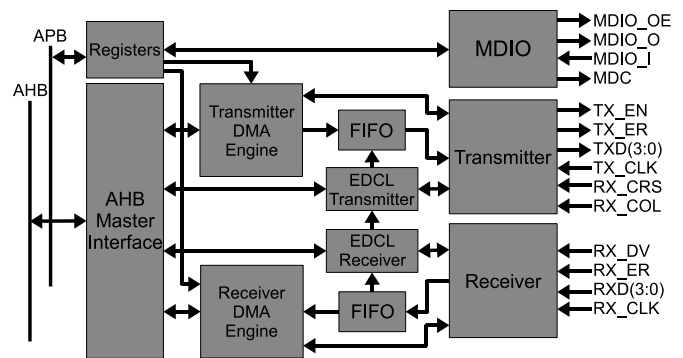 APB
AHB
Registers
AHB
Master
Interface
Transmitter
DMA
Engine
FIFO
EDCL
Transmitter
EDCL
Receiver
FIFO
Receiver
DMA
Engine
MDIO
Transmitter
Receiver
MDIO_OE
MDIO_O
MDIO_I
MDC
TX_EN
TX_ER
TXD(3:0)
TX_CLK
RX_CRS
RX_COL
RX_DV
RX_ER
RXD(3:0)
RX_CLK